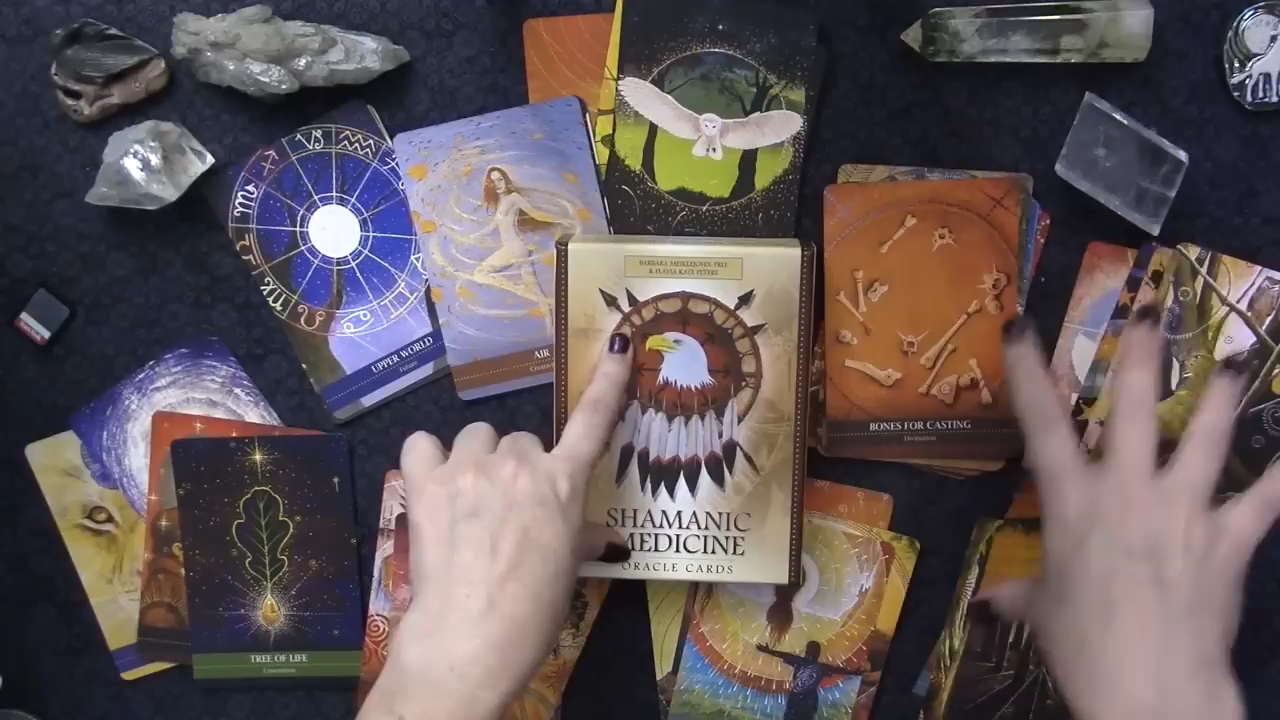 BARBARA MEIKLEJOHN-FREE
& FLAVIA KATE PETERS
SHAMANIC
MEDICINE
ORACLE CARDS
UPPER WORLD
Future
AIR
BONES FOR CASTING
Divination
TREE OF LIFE